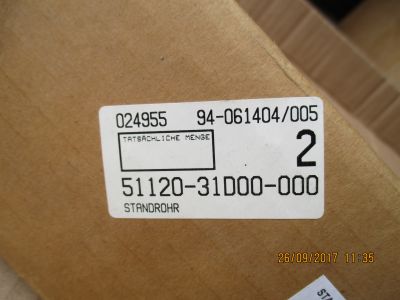 024955 94-061404/005
TATSÄCHLICHE MENGE
2
51120-31D00-000
STANDROHR
26/09/2017 11:35